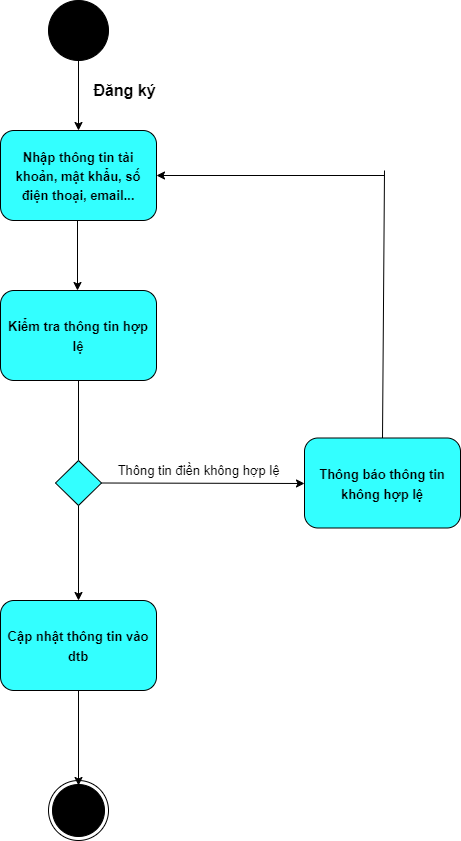 Đăng ký
Nhập thông tin tài
khoản, mật khẩu, số
điện thoại, email...
Kiểm tra thông tin hợp
lệ
Thông tin điền không hợp lệ
Thông báo thông tin
không hợp lệ
Cập nhật thông tin vào
dtb